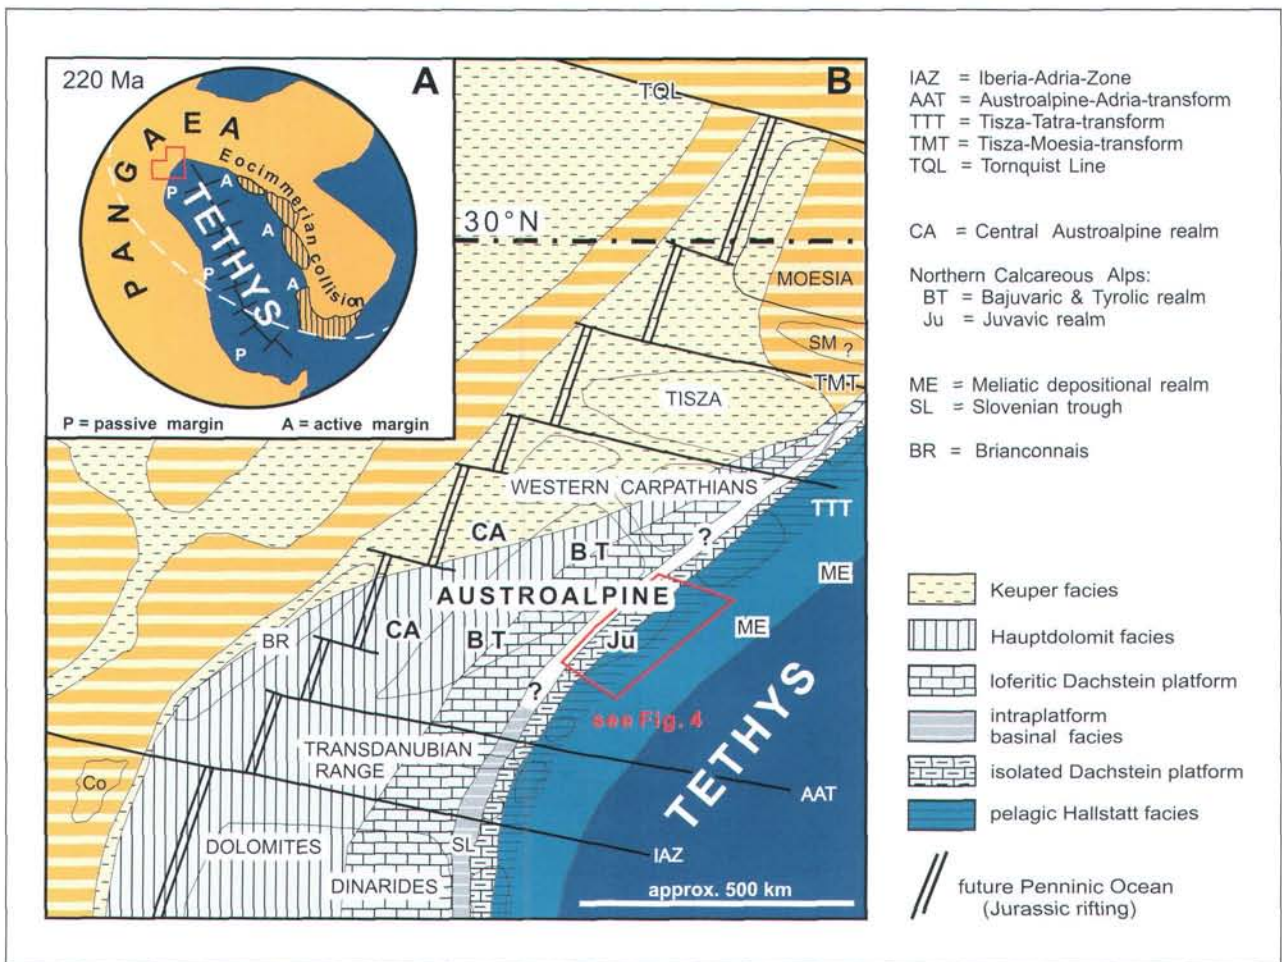 220 Ma
A
PANGAEA
Eocimmerian collision
TETHYS
P
P
P
A
A
A
P = passive margin
A = active margin
B
TQL
30°N
MOESIA
SM ?
TMT
TISZA
WESTERN CARPATHIANS
TTT
CA
BT
?
ME
AUSTROALPINE
BR
CA
BT
Ju
ME
?
see Fig. 4
TRANSDANUBIAN
RANGE
TETHYS
Co
AAT
DOLOMITES
SL
IAZ
DINARIDES
approx. 500 km
IAZ = Iberia-Adria-Zone
AAT = Austroalpine-Adria-transform
TTT = Tisza-Tatra-transform
TMT = Tisza-Moesia-transform
TQL = Tornquist Line
CA = Central Austroalpine realm
Northern Calcareous Alps:
BT = Bajuvaric & Tyrolic realm
Ju = Juvavic realm
ME = Meliatic depositional realm
SL = Slovenian trough
BR = Brianconnais
Keuper facies
Hauptdolomit facies
loferitic Dachstein platform
intraplatform
basinal facies
isolated Dachstein platform
pelagic Hallstatt facies
future Penninic Ocean
(Jurassic rifting)